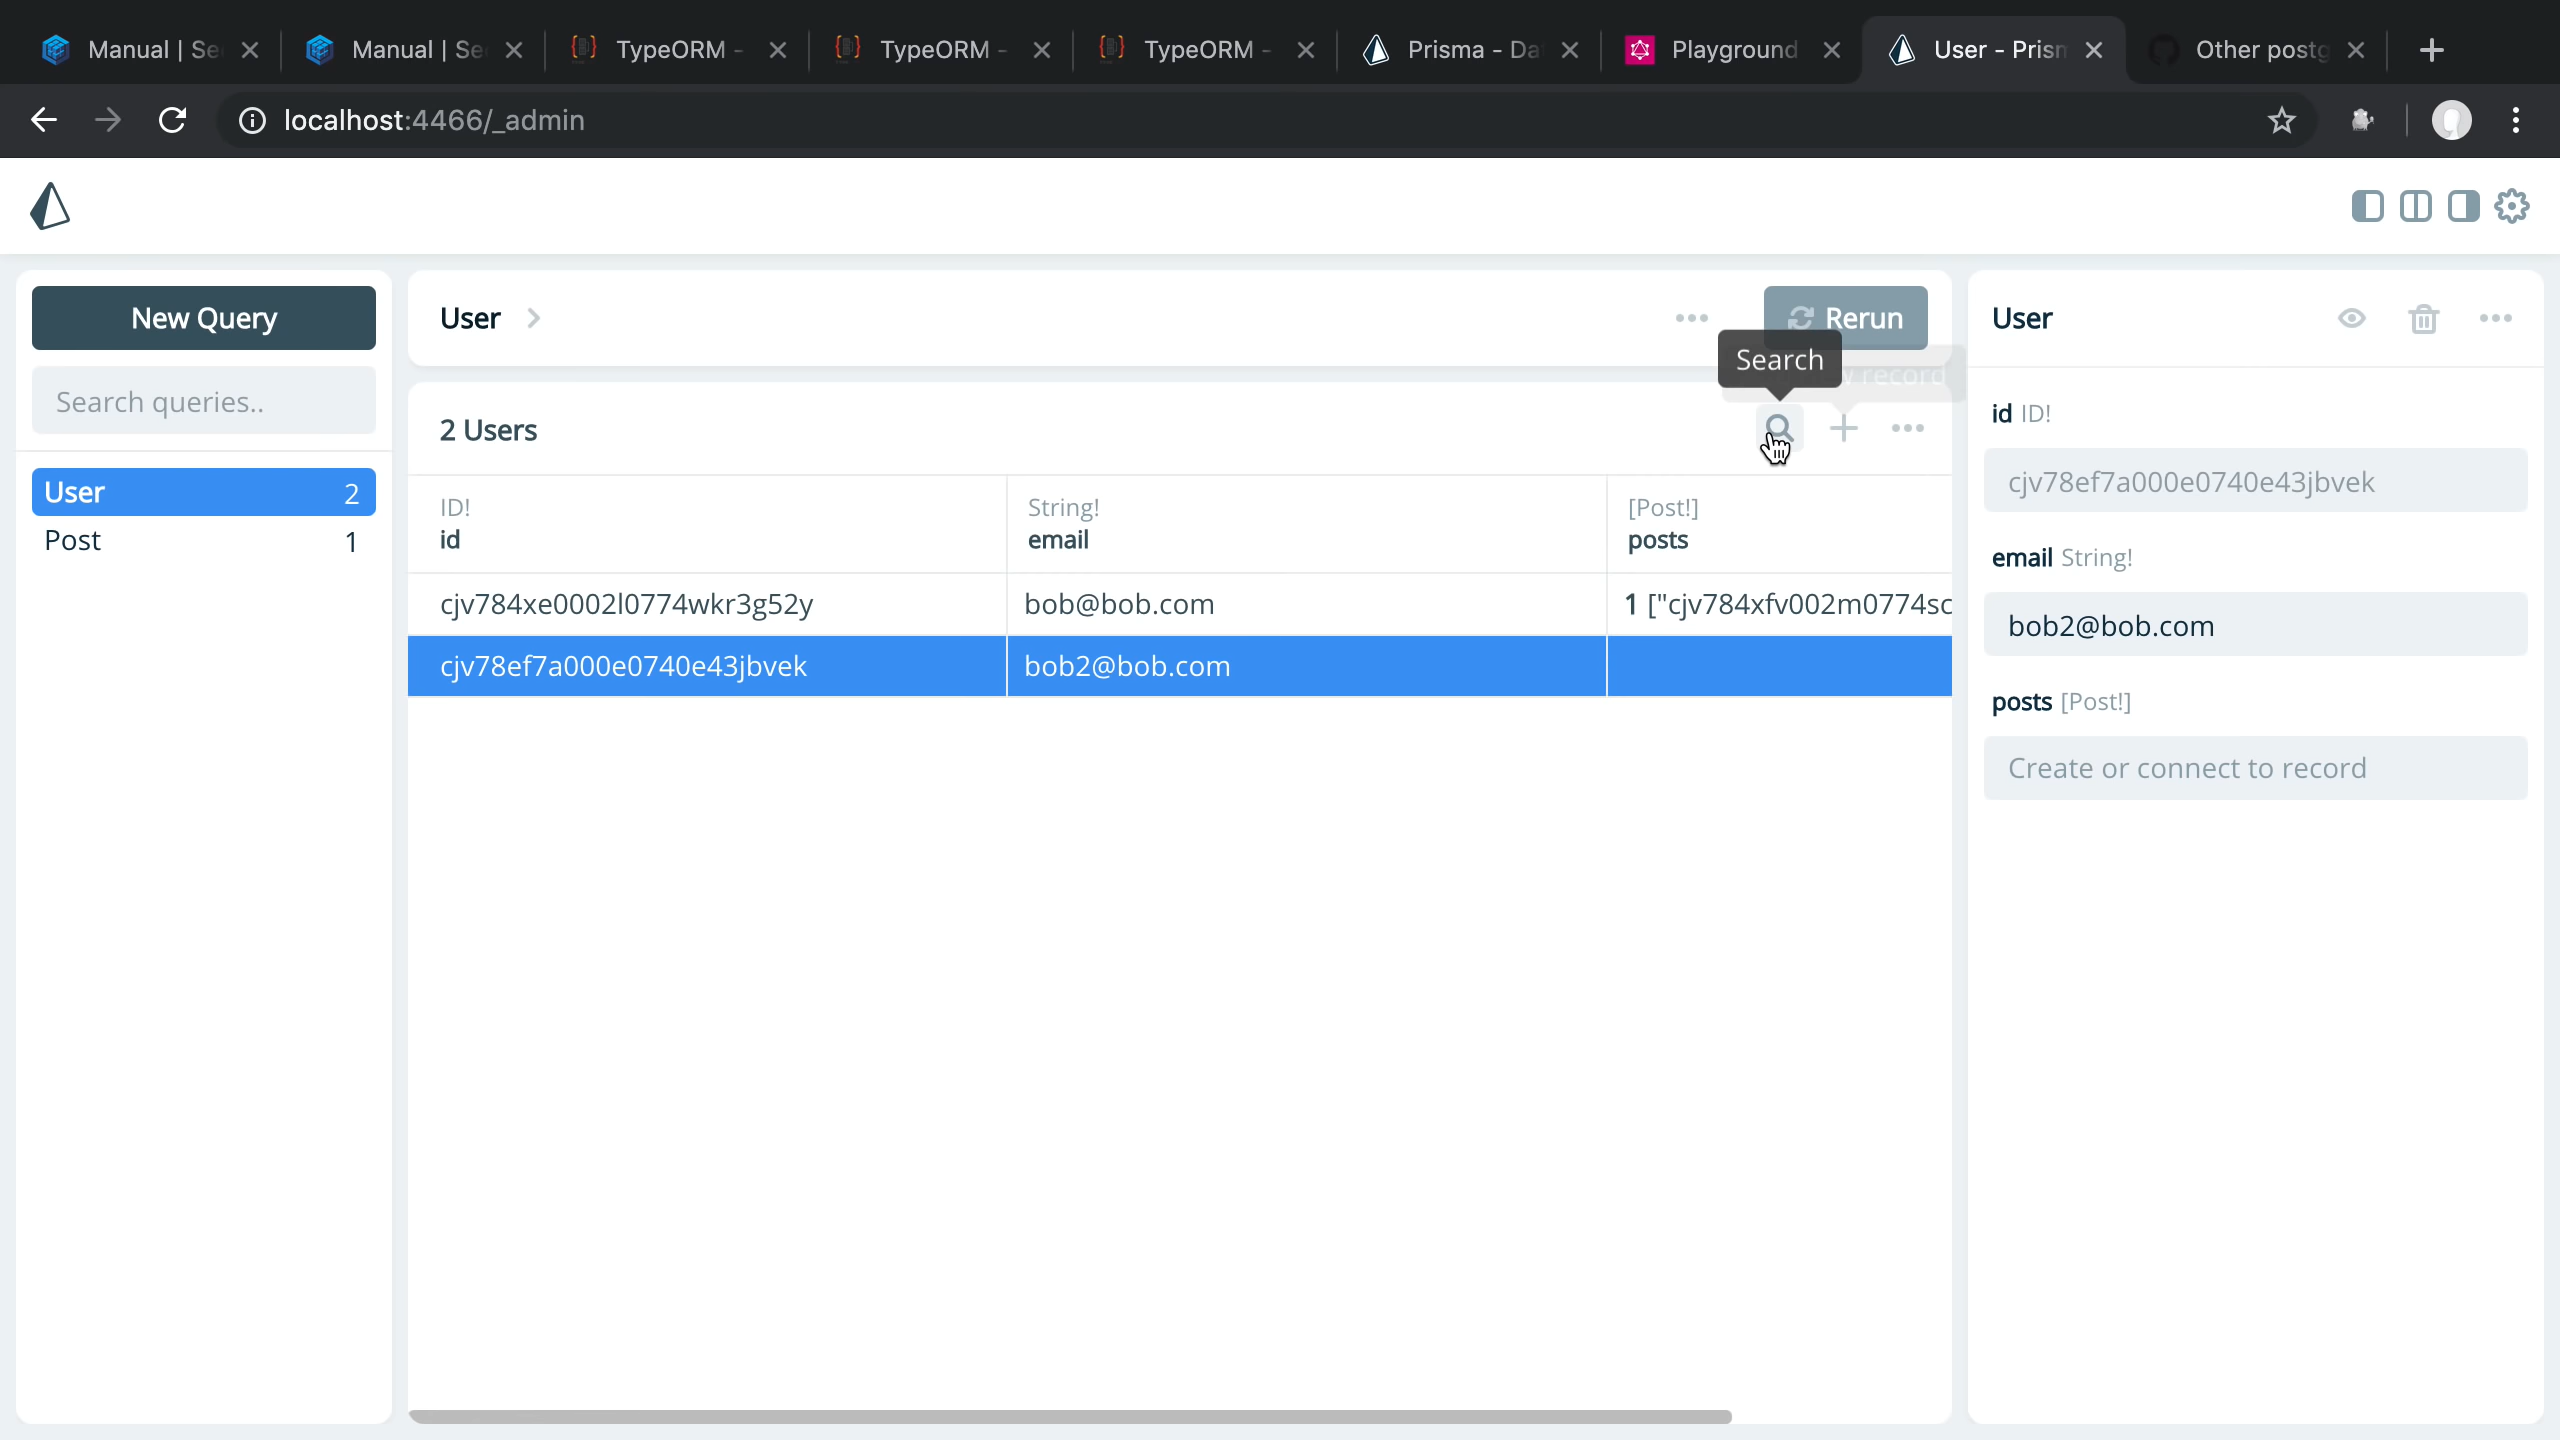 Manual | Se
Manual | Se
TypeORM -
TypeORM -
TypeORM -
Prisma - Da
Playground
User - Prism
Other postg
localhost:4466/_admin
New Query
Search queries..
User 2
Post 1
User
Rerun
Search
record
2 Users
ID!
id
String!
email
[Post!]
posts
cjv784xe0002l0774wkr3g52y
bob@bob.com
1 ["cjv784xfv002m0774sc
cjv78ef7a000e0740e43jbvek
bob2@bob.com
User
id ID!
cjv78ef7a000e0740e43jbvek
email String!
bob2@bob.com
posts [Post!]
Create or connect to record